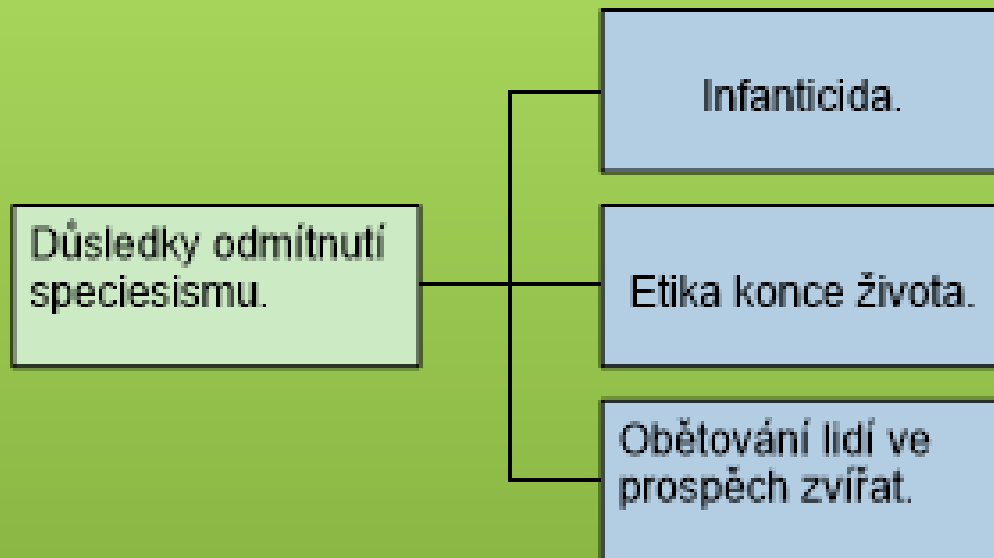 Infanticida.
Důsledky odmítnutí
speciesismu.
Etika konce života.
Obětování lidí ve
prospěch zvířat.